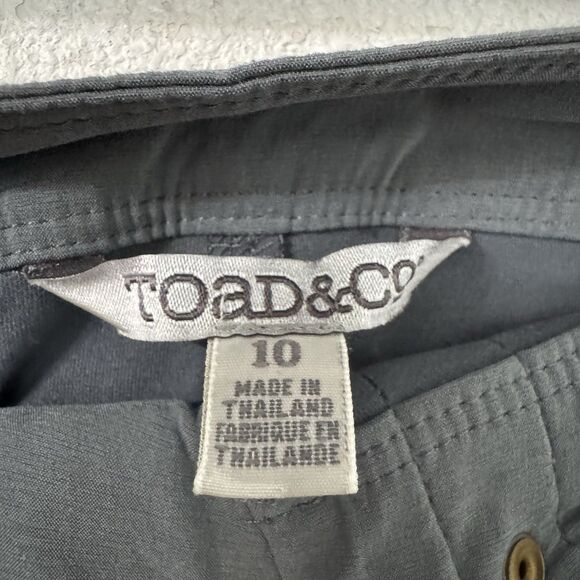 TOaD&CO
10
MADE IN
THAILAND
FABRIQUE EN
THAILANDE